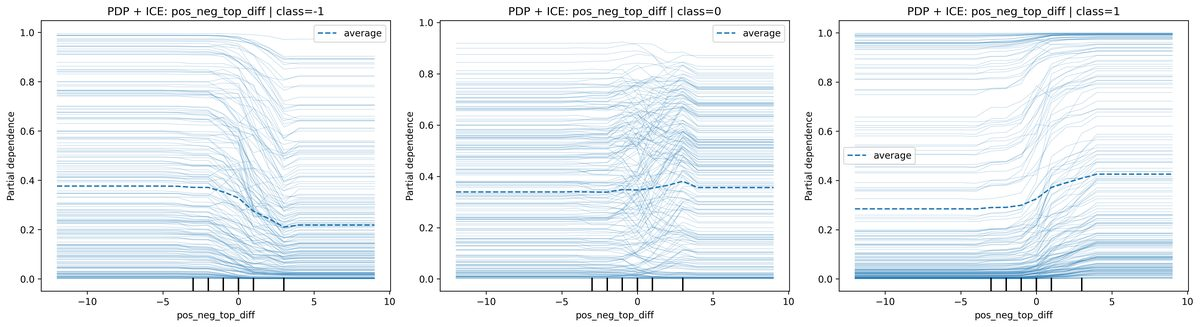 PDP + ICE: pos_neg_top_diff | class=-1
average
Partial dependence
1.0
0.8
0.6
0.4
0.2
0.0
−10
−5
0
5
10
pos_neg_top_diff
PDP + ICE: pos_neg_top_diff | class=0
average
Partial dependence
1.0
0.8
0.6
0.4
0.2
0.0
−10
−5
0
5
10
pos_neg_top_diff
PDP + ICE: pos_neg_top_diff | class=1
average
Partial dependence
1.0
0.8
0.6
0.4
0.2
0.0
−10
−5
0
5
10
pos_neg_top_diff